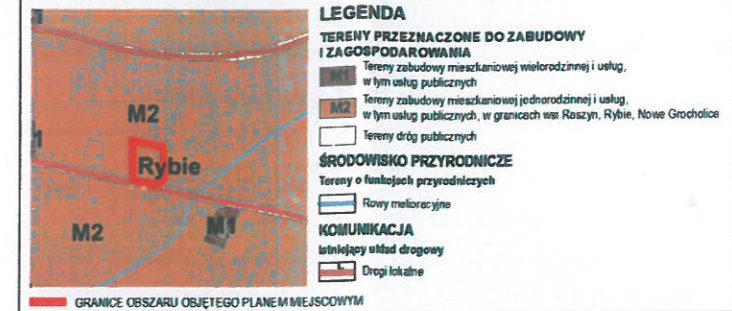 LEGENDA
TERENY PRZEZNACZONE DO ZABUDOWY
I ZAGOSPODAROWANIA
M1 Tereny zabudowy mieszkaniowej wielorodzinnej i usług,
w tym usług publicznych
M2 Tereny zabudowy mieszkaniowej jednorodzinnej i usług,
w tym usług publicznych, w granicach wsi Raszyn, Rybie, Nowe Grocholice
Tereny dróg publicznych
ŚRODOWISKO PRZYRODNICZE
Tereny o funkcjach przyrodniczych
Rowy melioracyjne
KOMUNIKACJA
Istniejący układ drogowy
L Drogi lokalne
M2
Rybie
M2
M1
GRANICE OBSZARU OBJĘTEGO PLANEM MIEJSCOWYM